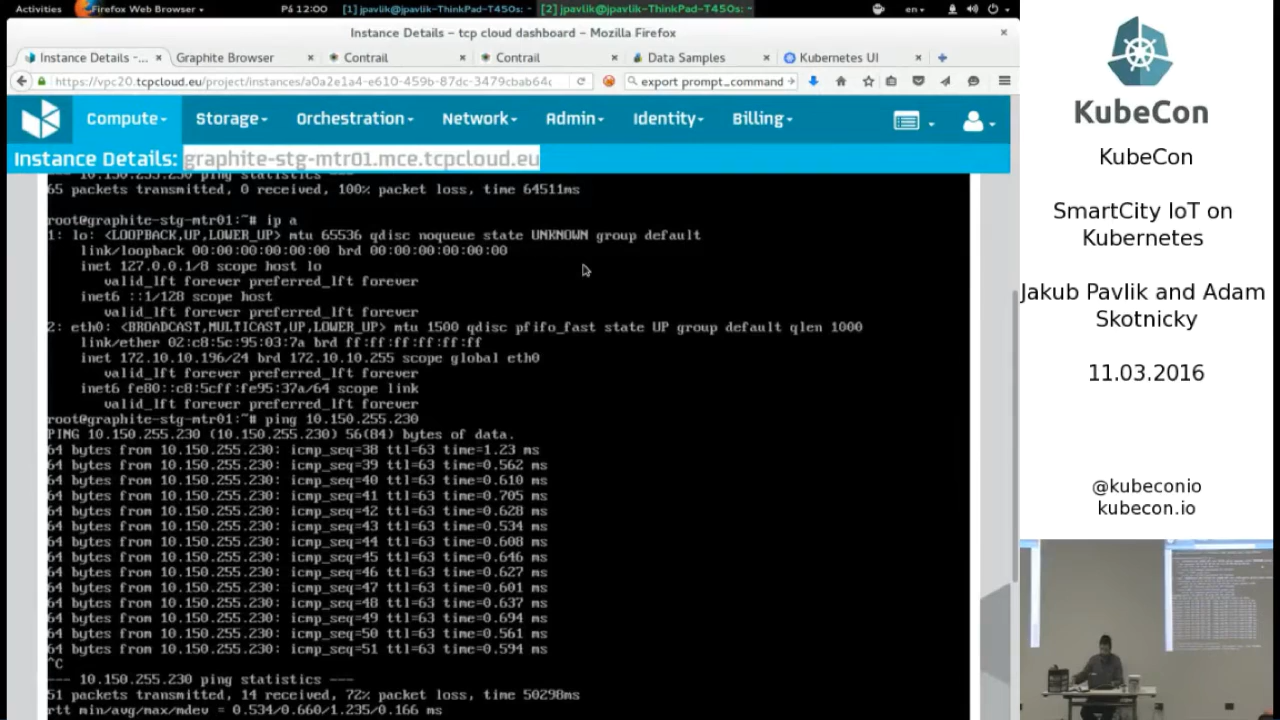 Activities
Firefox Web Browser
Pá 12:00
[1] jpavlik@jpavlik-ThinkPad-T450s: ~
[2] jpavlik@jpavlik-ThinkPad-T450s: ~
en
Instance Details – tcp cloud dashboard – Mozilla Firefox
Instance Details - ...
Graphite Browser
Contrail
Contrail
Data Samples
Kubernetes UI
https://vpc20.tcpcloud.eu/project/instances/a0a2e1a4-e610-459b-87dc-3479cbab64c
export prompt_command
Compute
Storage
Orchestration
Network
Admin
Identity
Billing
Instance Details: graphite-stg-mtr01.mce.tcpcloud.eu
--- 10.150.255.230 ping statistics ---
65 packets transmitted, 0 received, 100% packet loss, time 64511ms
root@graphite-stg-mtr01:~# ip a
1: lo: <LOOPBACK,UP,LOWER_UP> mtu 65536 qdisc noqueue state UNKNOWN group default
link/loopback 00:00:00:00:00:00 brd 00:00:00:00:00:00
inet 127.0.0.1/8 scope host lo
valid_lft forever preferred_lft forever
inet6 ::1/128 scope host
valid_lft forever preferred_lft forever
2: eth0: <BROADCAST,MULTICAST,UP,LOWER_UP> mtu 1500 qdisc pfifo_fast state UP group default qlen 1000
link/ether 02:c8:5c:95:03:7a brd ff:ff:ff:ff:ff:ff
inet 172.10.10.196/24 brd 172.10.10.255 scope global eth0
valid_lft forever preferred_lft forever
inet6 fe80::c8:5cff:fe95:37a/64 scope link
valid_lft forever preferred_lft forever
root@graphite-stg-mtr01:~# ping 10.150.255.230
PING 10.150.255.230 (10.150.255.230) 56(84) bytes of data.
64 bytes from 10.150.255.230: icmp_seq=38 ttl=63 time=1.23 ms
64 bytes from 10.150.255.230: icmp_seq=39 ttl=63 time=0.562 ms
64 bytes from 10.150.255.230: icmp_seq=40 ttl=63 time=0.610 ms
64 bytes from 10.150.255.230: icmp_seq=41 ttl=63 time=0.705 ms
64 bytes from 10.150.255.230: icmp_seq=42 ttl=63 time=0.628 ms
64 bytes from 10.150.255.230: icmp_seq=43 ttl=63 time=0.534 ms
64 bytes from 10.150.255.230: icmp_seq=44 ttl=63 time=0.608 ms
64 bytes from 10.150.255.230: icmp_seq=45 ttl=63 time=0.646 ms
64 bytes from 10.150.255.230: icmp_seq=46 ttl=63 time=0.627 ms
64 bytes from 10.150.255.230: icmp_seq=47 ttl=63 time=0.601 ms
64 bytes from 10.150.255.230: icmp_seq=48 ttl=63 time=0.637 ms
64 bytes from 10.150.255.230: icmp_seq=49 ttl=63 time=0.694 ms
64 bytes from 10.150.255.230: icmp_seq=50 ttl=63 time=0.561 ms
64 bytes from 10.150.255.230: icmp_seq=51 ttl=63 time=0.594 ms
^C
--- 10.150.255.230 ping statistics ---
51 packets transmitted, 14 received, 72% packet loss, time 50298ms
rtt min/avg/max/mdev = 0.534/0.660/1.235/0.166 ms
KubeCon
KubeCon
SmartCity IoT on
Kubernetes
Jakub Pavlik and Adam
Skotnicky
11.03.2016
@kubeconio
kubecon.io